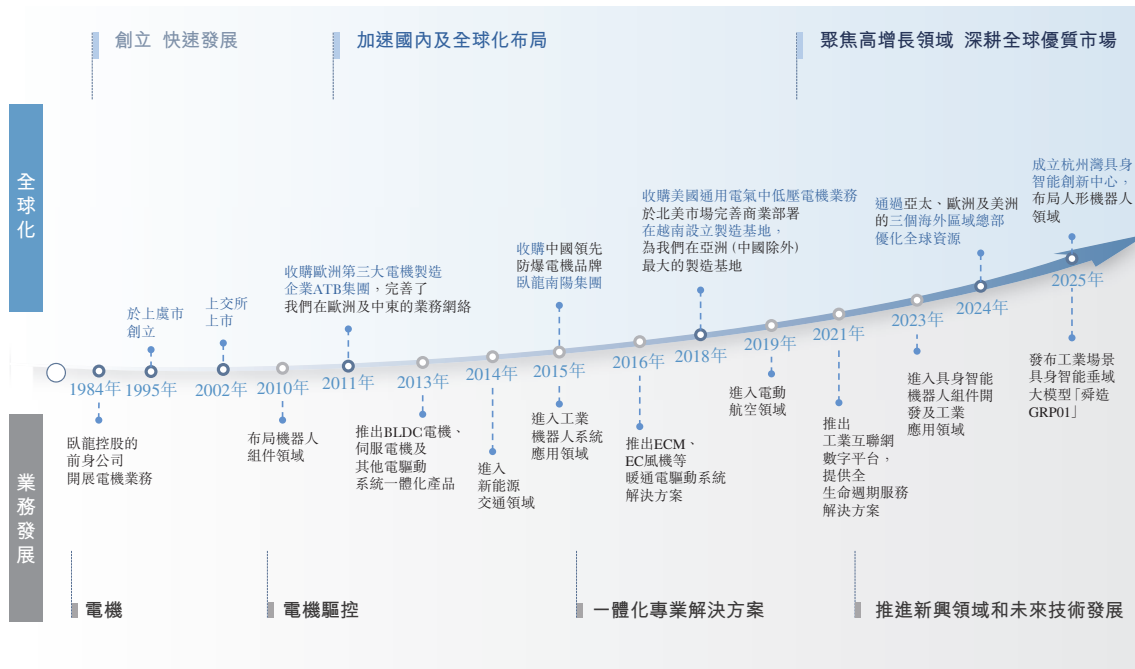 創立 快速發展
加速國內及全球化布局
聚焦高增長領域 深耕全球優質市場
全球化
於上虞市
創立
上交所
上市
收購歐洲第三大電機製造
企業ATB集團，完善了
我們在歐洲及中東的業務網絡
收購中國領先
防爆電機品牌
臥龍南陽集團
收購美國通用電氣中低壓電機業務
於北美市場完善商業部署
在越南設立製造基地，
為我們在亞洲(中國除外)
最大的製造基地
通過亞太、歐洲及美洲
的三個海外區域總部
優化全球資源
成立杭州灣具身
智能創新中心，
布局人形機器人
領域
1984年
1995年
2002年
2010年
2011年
2013年
2014年
2015年
2016年
2018年
2019年
2021年
2023年
2024年
2025年
業務發展
臥龍控股的
前身公司
開展電機業務
布局機器人
組件領域
推出BLDC電機、
伺服電機及
其他電驅動
系統一體化產品
進入
新能源
交通領域
進入工業
機器人系統
應用領域
推出ECM、
EC風機等
暖通電驅動系統
解決方案
進入電動
航空領域
推出
工業互聯網
數字平台，
提供全
生命週期服務
解決方案
進入具身智能
機器人組件開
發及工業
應用領域
發布工業場景
具身智能垂域
大模型「舜造
GRP01」
電機
電機驅控
一體化專業解決方案
推進新興領域和未來技術發展